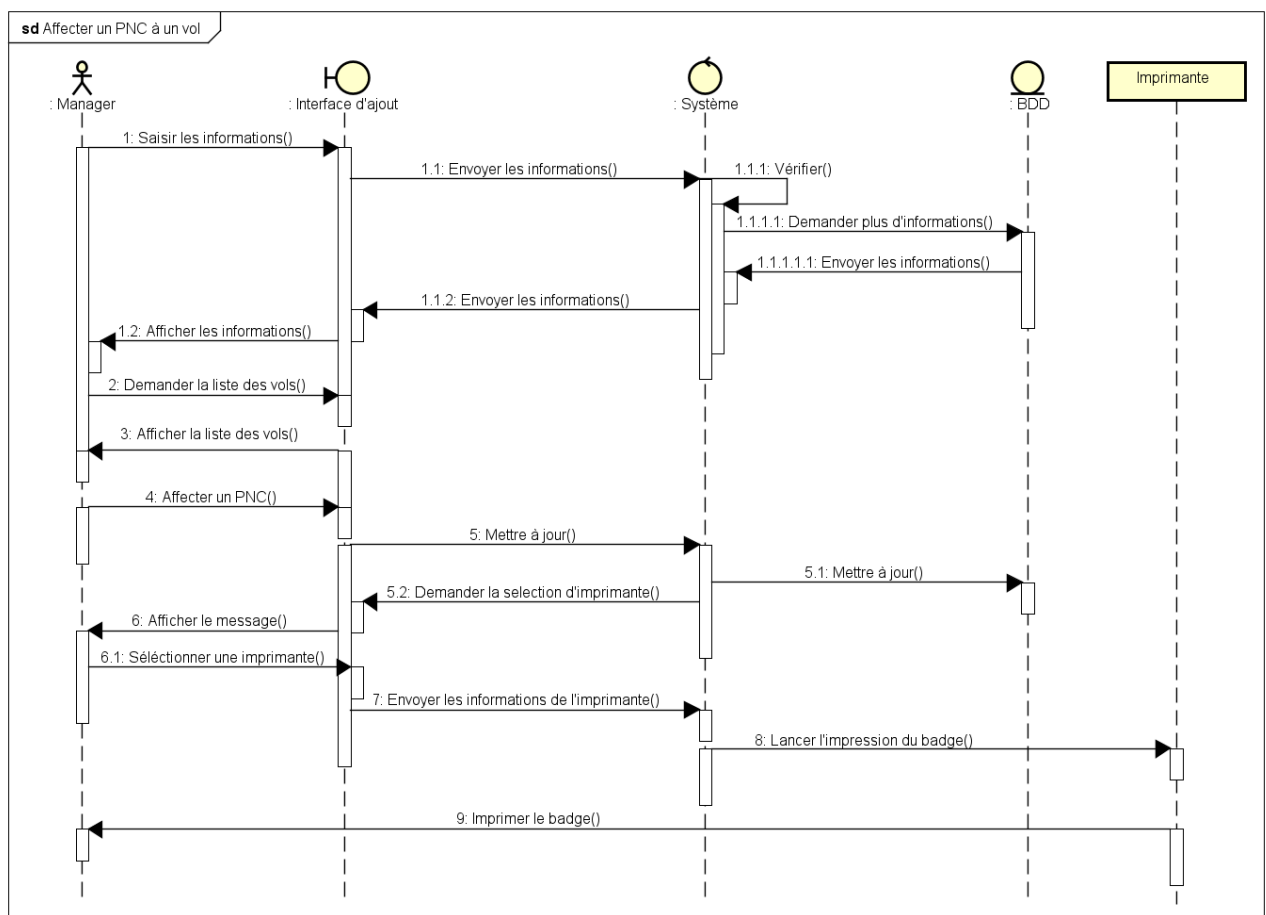 sd Affecter un PNC à un vol
: Manager
: Interface d'ajout
: Système
: BDD
Imprimante
1: Saisir les informations()
1.1: Envoyer les informations()
1.1.1: Vérifier()
1.1.1.1: Demander plus d'informations()
1.1.1.1.1: Envoyer les informations()
1.1.2: Envoyer les informations()
1.2: Afficher les informations()
2: Demander la liste des vols()
3: Afficher la liste des vols()
4: Affecter un PNC()
5: Mettre à jour()
5.1: Mettre à jour()
5.2: Demander la selection d'imprimante()
6: Afficher le message()
6.1: Séléctionner une imprimante()
7: Envoyer les informations de l'imprimante()
8: Lancer l'impression du badge()
9: Imprimer le badge()